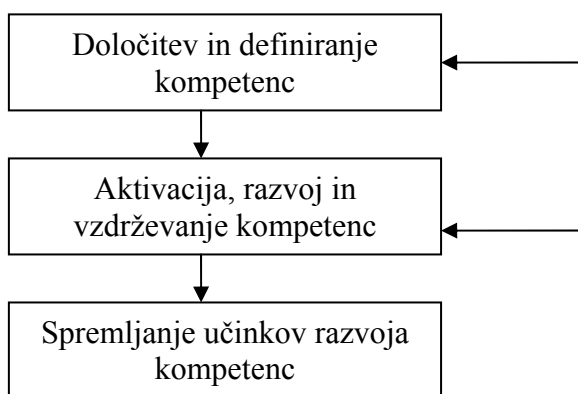 Določitev in definiranje
kompetenc
Aktivacija, razvoj in
vzdrževanje kompetenc
Spremljanje učinkov razvoja
kompetenc